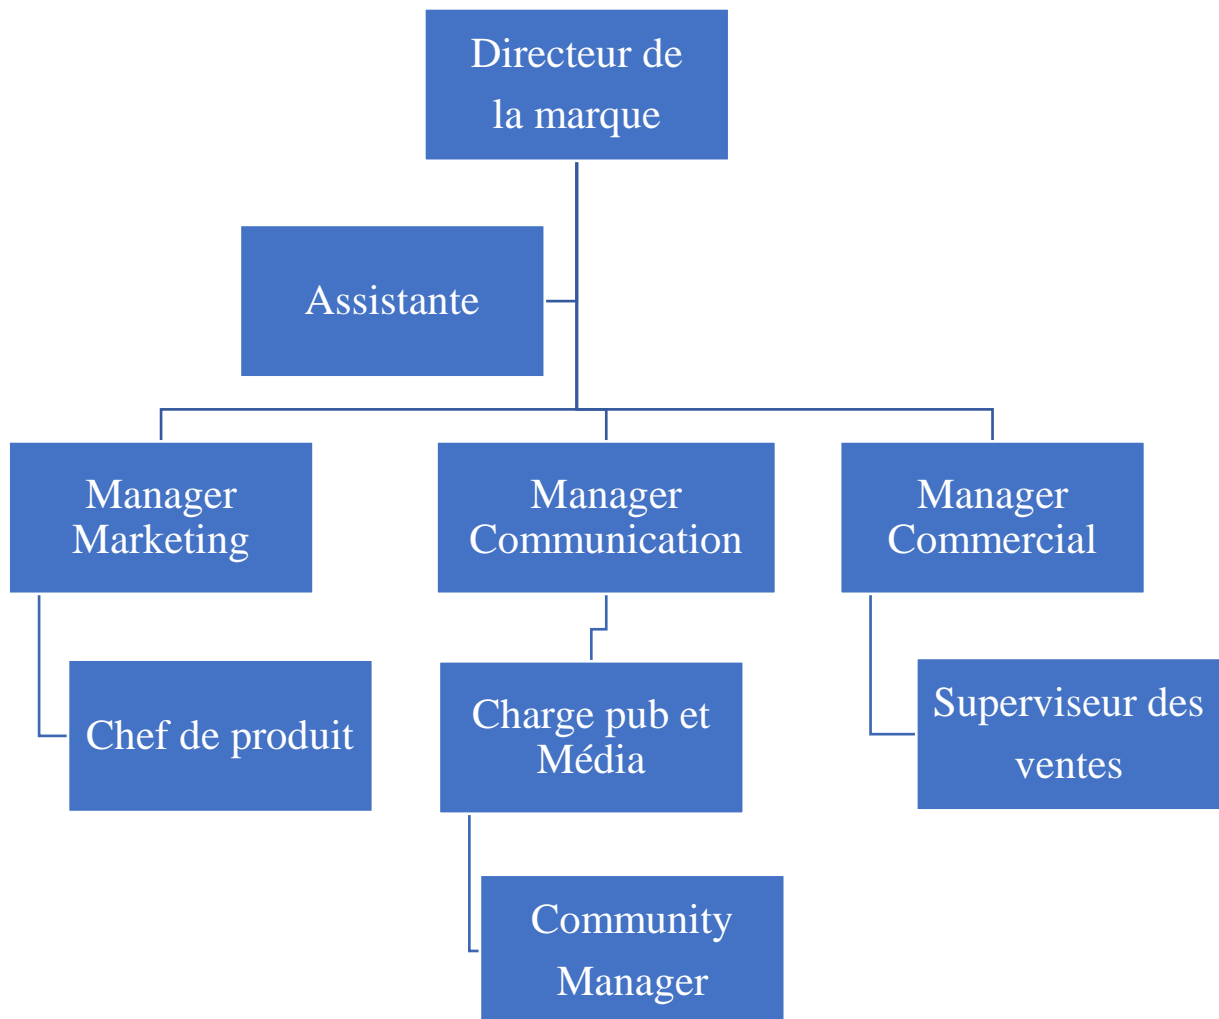 Directeur de
la marque
Assistante
Manager
Marketing
Manager
Communication
Manager
Commercial
Chef de produit
Charge pub et
Média
Superviseur des
ventes
Community
Manager